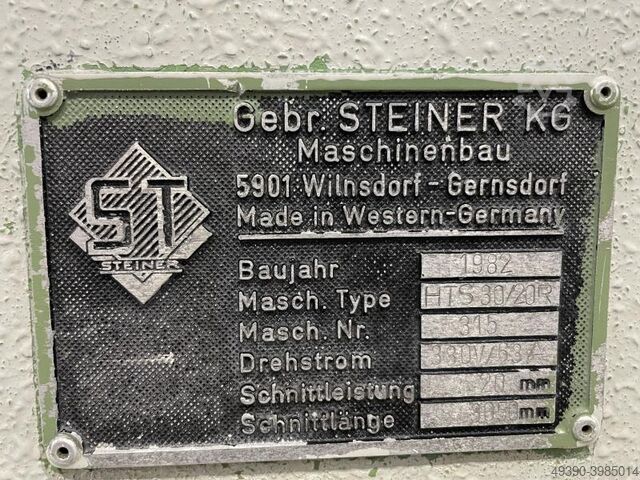 Gebr. STEINER KG
Maschinenbau
5901 Wilnsdorf - Gernsdorf
Made in Western-Germany
ST
STEINER
Baujahr 1982
Masch. Type HTS 30/20R
Masch. Nr. 315
Drehstrom
Schnittleistung 20 mm
Schnittlänge mm
49390-3985014